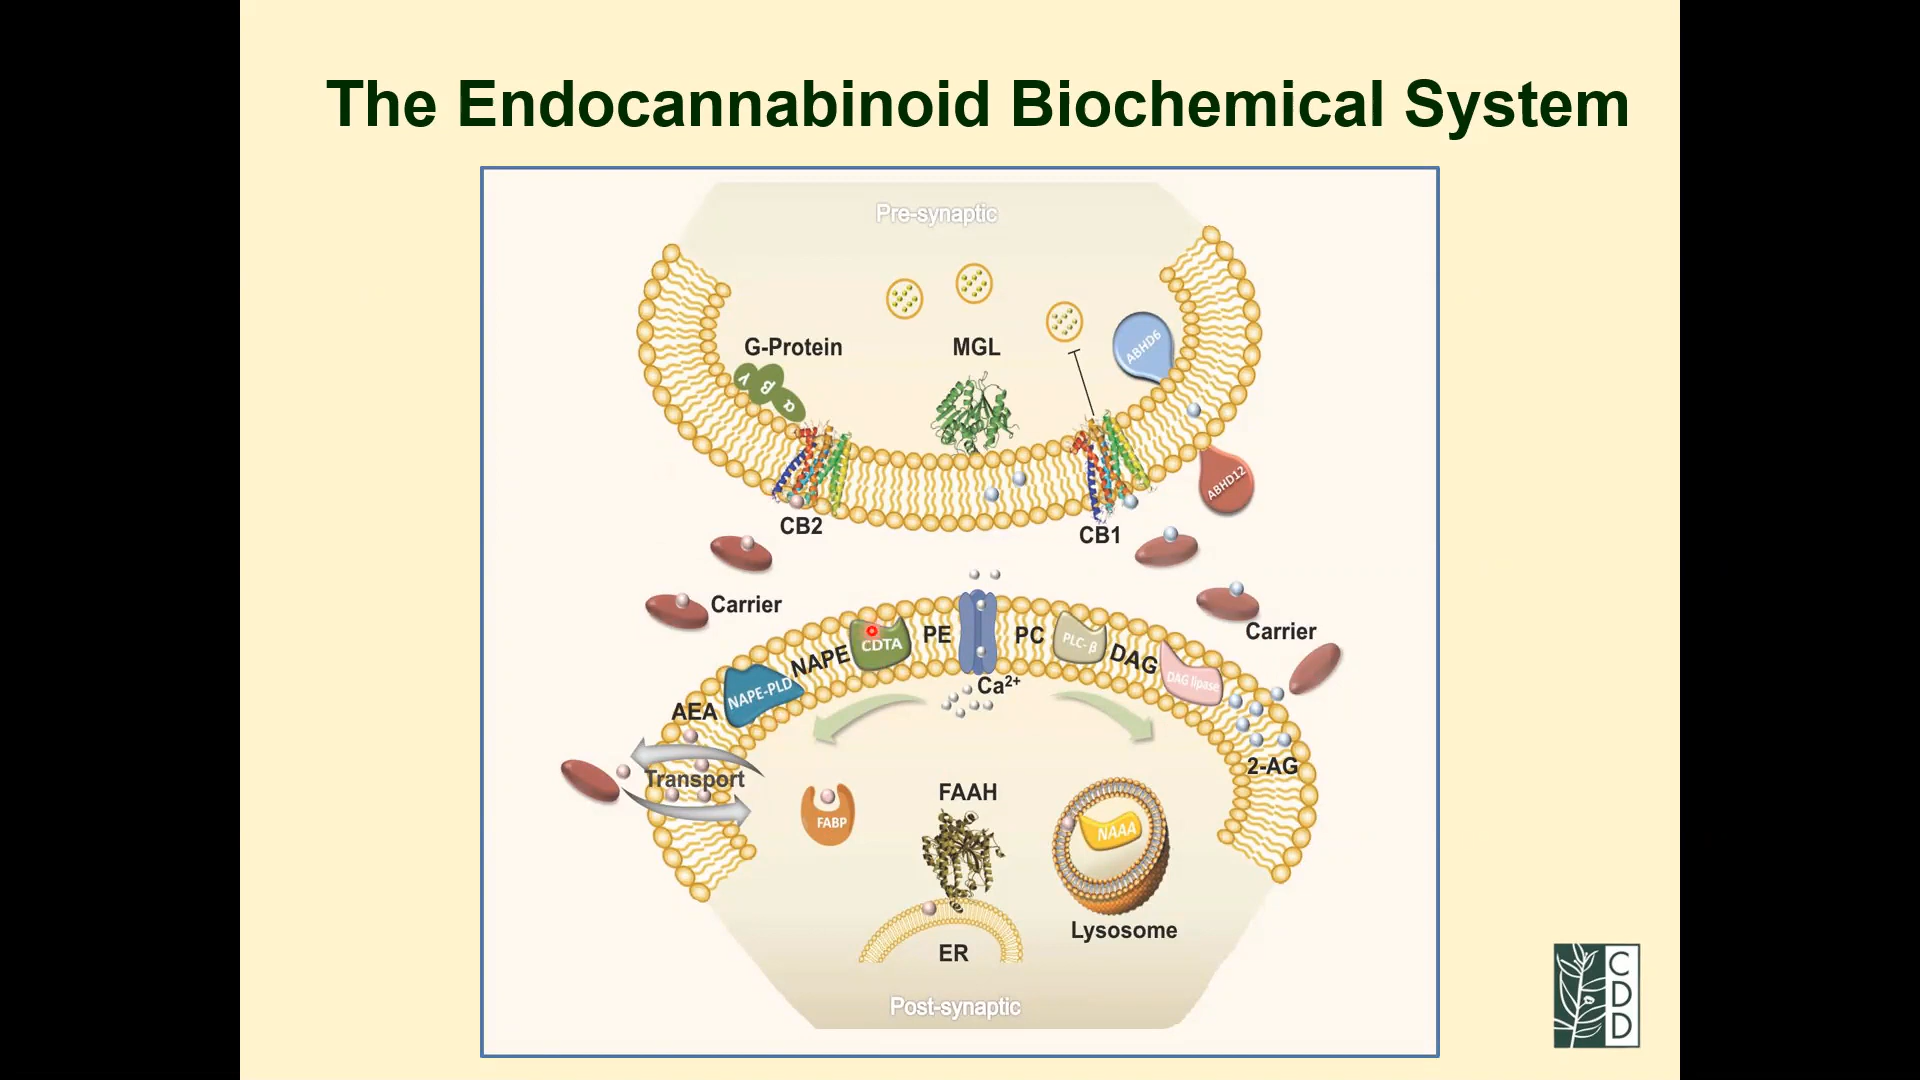 The Endocannabinoid Biochemical System
Pre-synaptic
G-Protein
MGL
ABHD6
γ
β
α
ABHD12
CB2
CB1
Carrier
Carrier
NAPE-PLD
NAPE
CDTA
PE
PC
PLC-β
DAG
DAG lipase
Ca²⁺
AEA
2-AG
Transport
FABP
FAAH
NAAA
ER
Lysosome
Post-synaptic
C
D
D